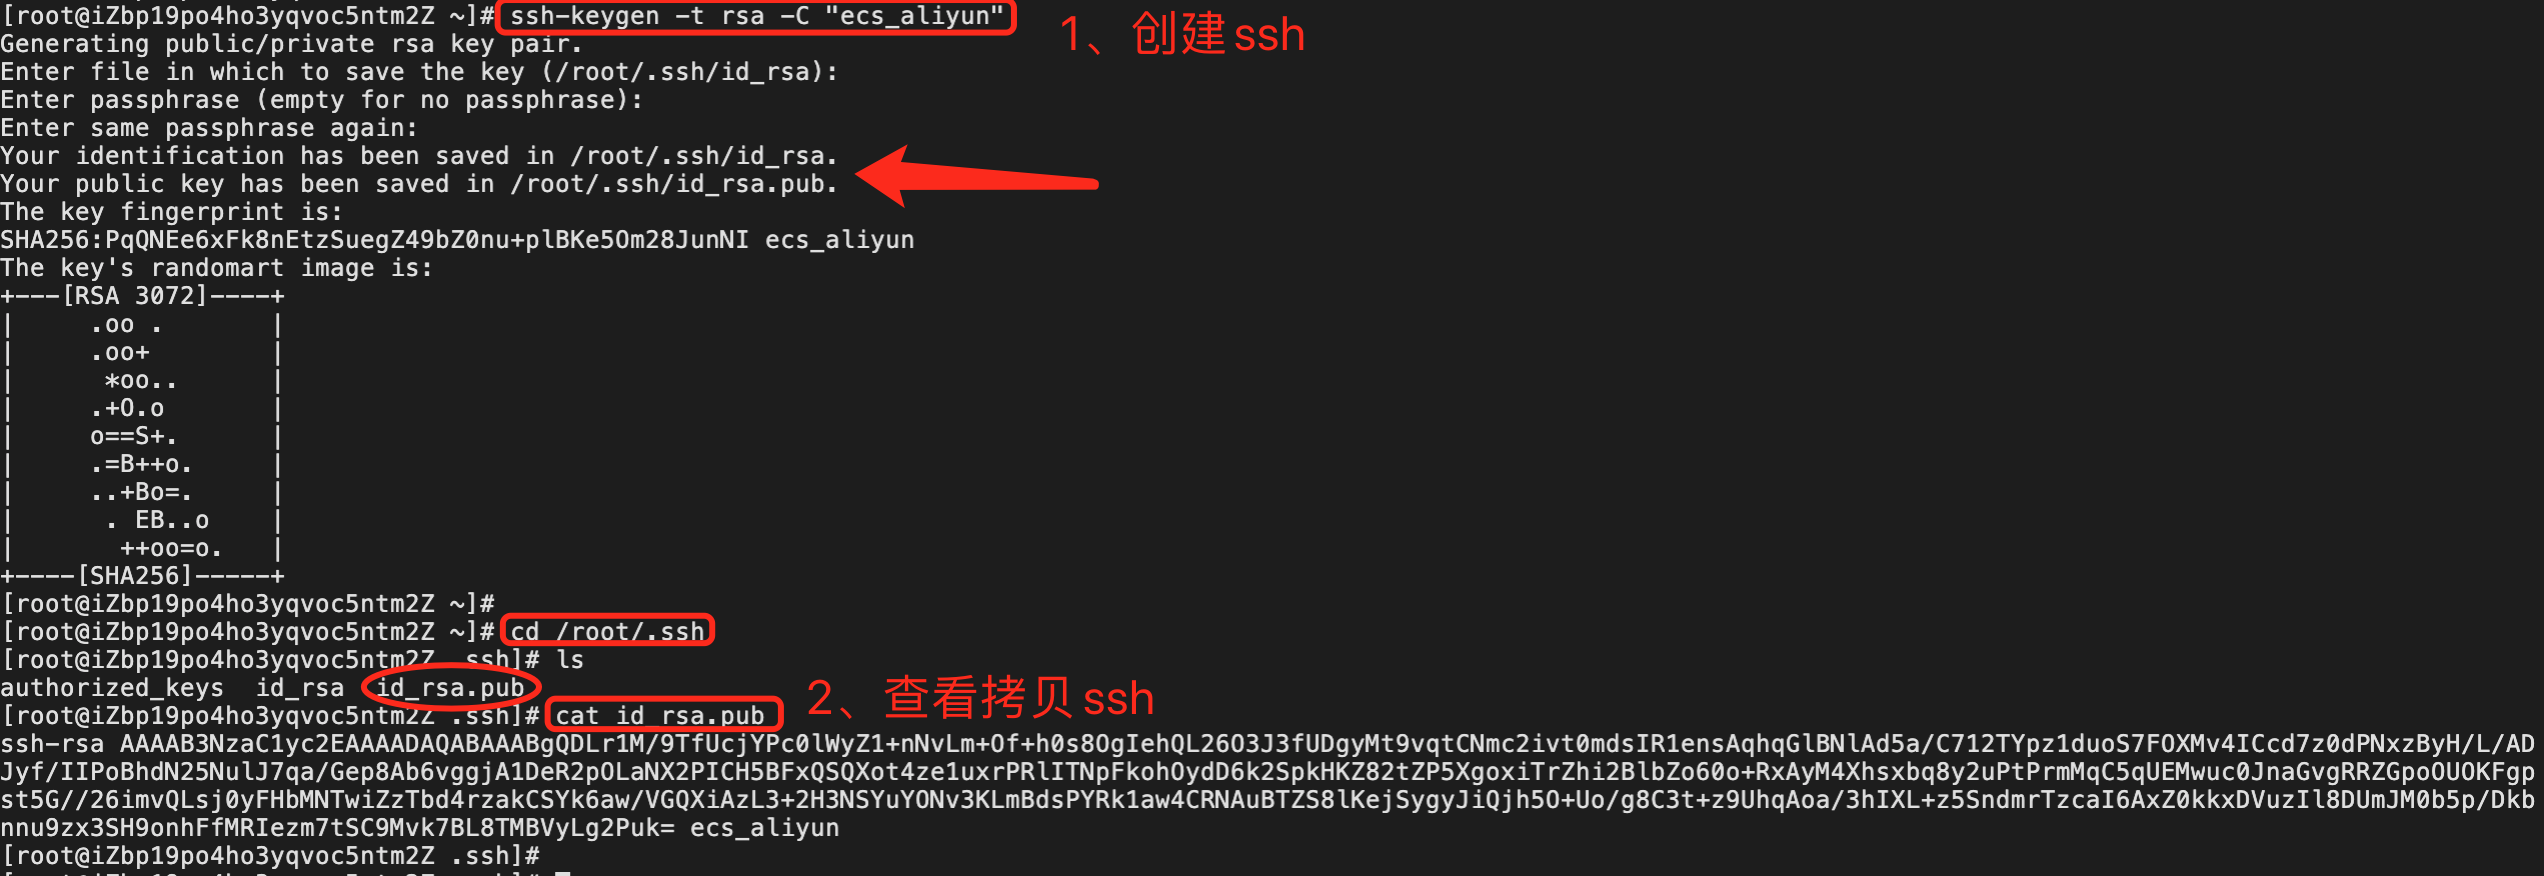 [root@iZbp19po4ho3yqvoc5ntm2Z ~]# ssh-keygen -t rsa -C "ecs_aliyun"
1、创建ssh
Generating public/private rsa key pair.
Enter file in which to save the key (/root/.ssh/id_rsa):
Enter passphrase (empty for no passphrase):
Enter same passphrase again:
Your identification has been saved in /root/.ssh/id_rsa.
Your public key has been saved in /root/.ssh/id_rsa.pub.
The key fingerprint is:
SHA256:PqQNEe6xFk8nEtzSuegZ49bZ0nu+plBKe5Om28JunNI ecs_aliyun
The key's randomart image is:
+---[RSA 3072]----+
|     .oo .       |
|     .oo+        |
|      *oo..      |
|     .+O.o       |
|     o==S+.      |
|     .=B++o.     |
|     ..+Bo=.     |
|      . EB..o    |
|       ++oo=o.   |
+----[SHA256]-----+
[root@iZbp19po4ho3yqvoc5ntm2Z ~]#
[root@iZbp19po4ho3yqvoc5ntm2Z ~]# cd /root/.ssh
[root@iZbp19po4ho3yqvoc5ntm2Z .ssh]# ls
authorized_keys  id_rsa  id_rsa.pub
2、查看拷贝ssh
[root@iZbp19po4ho3yqvoc5ntm2Z .ssh]# cat id_rsa.pub
ssh-rsa AAAAB3NzaC1yc2EAAAADAQABAAABgQDLr1M/9TfUcjYPc0lWyZ1+nNvLm+Of+h0s8OgIehQL26O3J3fUDgyMt9vqtCNmc2ivt0mdsIR1ensAqhqGlBNlAd5a/C712TYpz1duoS7FOXMv4ICcd7z0dPNxzByH/L/AD
Jyf/IIPoBhdN25NulJ7qa/Gep8Ab6vggjA1DeR2pOLaNX2PICH5BFxQSQXot4ze1uxrPRlITNpFkohOydD6k2SpkHKZ82tZP5XgoxiTrZhi2BlbZo60o+RxAyM4Xhsxbq8y2uPtPrmMqC5qUEMwuc0JnaGvgRRZGpoOUOKFgp
st5G//26imvQLsj0yFHbMNTwiZzTbd4rzakCSYk6aw/VGQXiAzL3+2H3NSYuYONv3KLmBdsPYRk1aw4CRNAuBTZS8lKejSygyJiQjh5O+Uo/g8C3t+z9UhqAoa/3hIXL+z5SndmrTzcaI6AxZ0kkxDVuzIl8DUmJM0b5p/Dkb
nnu9zx3SH9onhFfMRIezm7tSC9Mvk7BL8TMBVyLg2Puk= ecs_aliyun
[root@iZbp19po4ho3yqvoc5ntm2Z .ssh]#